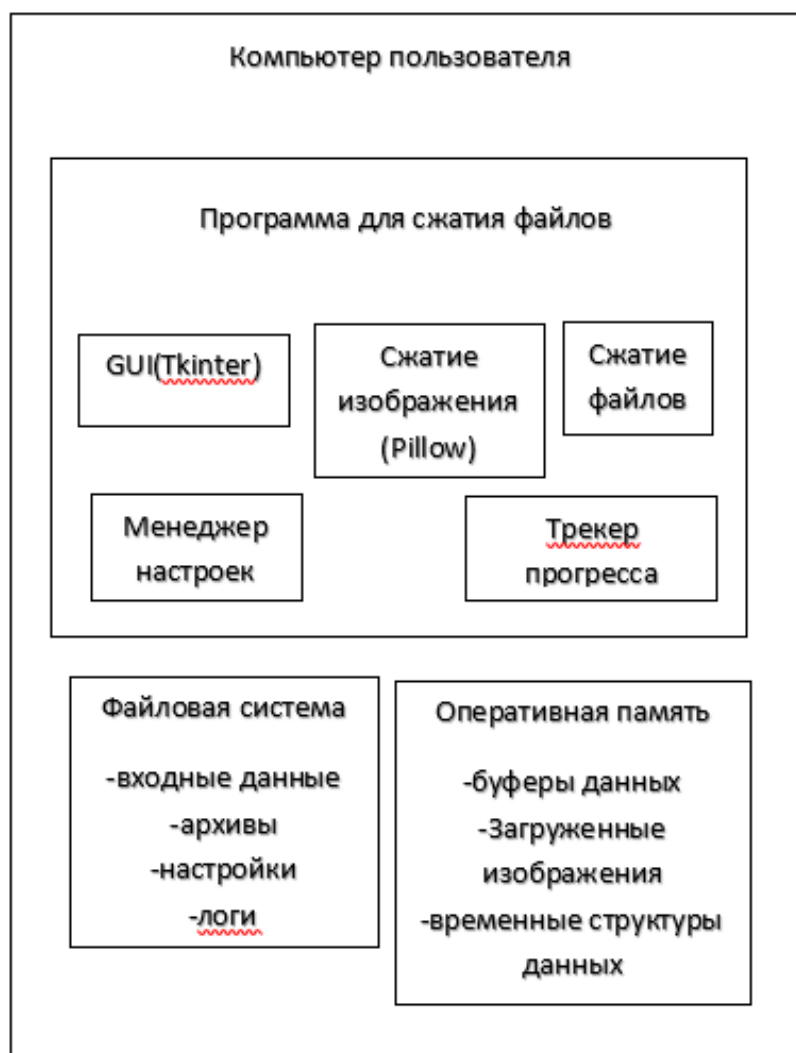 Компьютер пользователя
Программа для сжатия файлов
GUI(Tkinter)
Сжатие
изображения
(Pillow)
Сжатие
файлов
Менеджер
настроек
Трекер
прогресса
Файловая система
-входные данные
-архивы
-настройки
-логи
Оперативная память
-буферы данных
-Загруженные
изображения
-временные структуры
данных